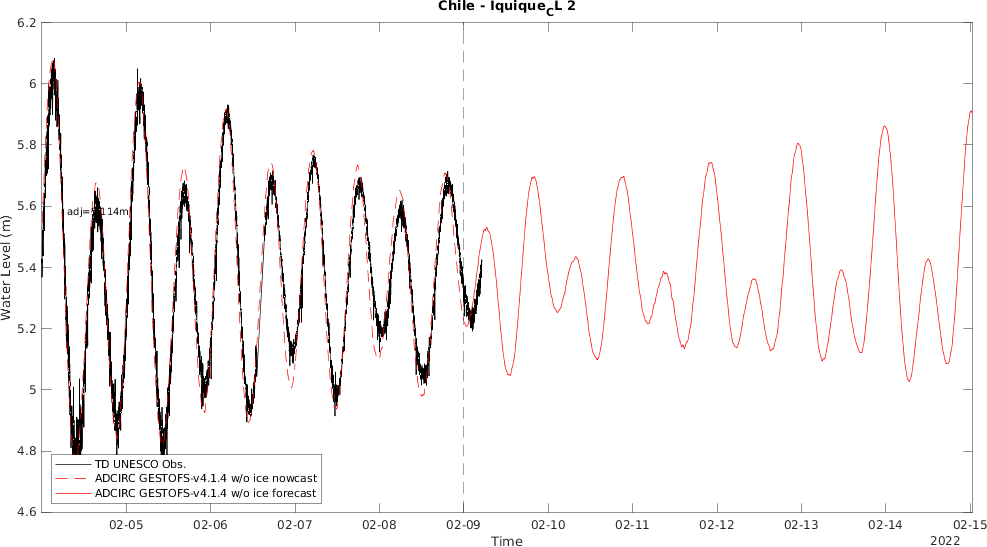 Chile - Iquique_CL 2
6.2
6
5.8
5.6
5.4
5.2
5
4.8
4.6
Water Level (m)
TD UNESCO Obs.
ADCIRC GESTOFS-v4.1.4 w/o ice nowcast
ADCIRC GESTOFS-v4.1.4 w/o ice forecast
02-05 02-06 02-07 02-08 02-09 02-10 02-11 02-12 02-13 02-14 02-15
Time
2022